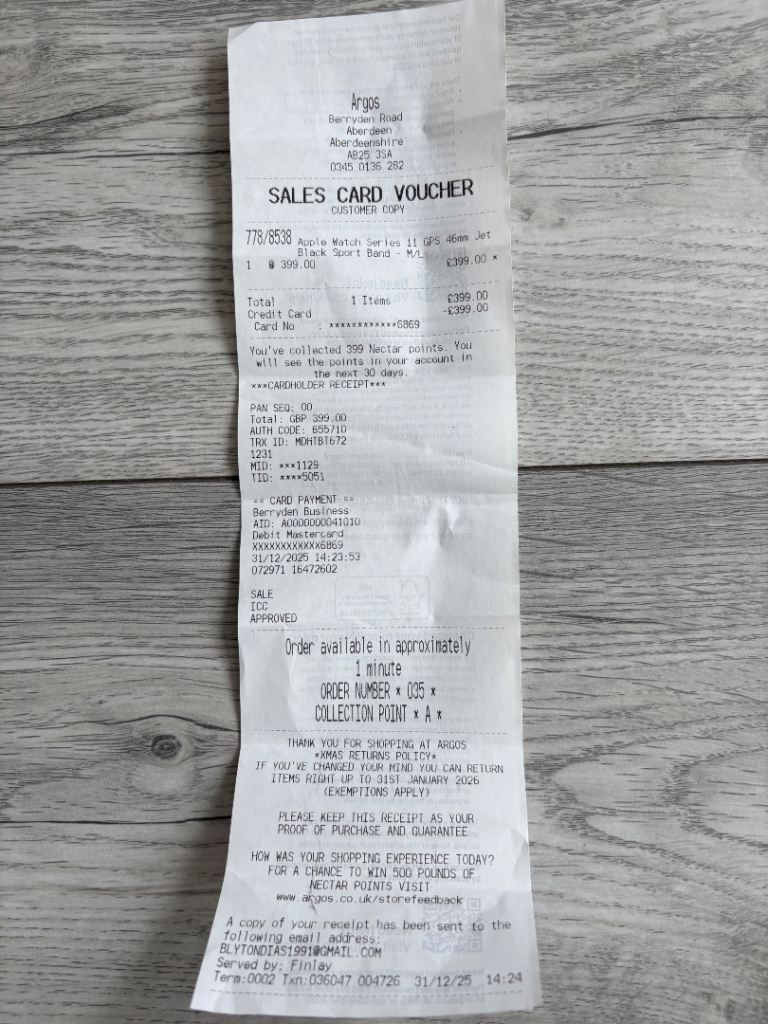 Argos
Berryden Road
Aberdeen
Aberdeenshire
AB25 3SA
0345 0136 282
SALES CARD VOUCHER
CUSTOMER COPY
778/8538 Apple Watch Series 11 GPS 46mm Jet
Black Sport Band - M/L
1 @ 399.00 £399.00 *
Total 1 Items £399.00
Credit Card -£399.00
Card No : ************6869
You've collected 399 Nectar points. You
will see the points in your account in
the next 30 days.
***CARDHOLDER RECEIPT***
PAN SEQ: 00
Total: GBP 399.00
AUTH CODE: 655710
TRX ID: MDHTBT672
1231
MID: ***1129
TID: ****5051
== CARD PAYMENT ==
Berryden Business
AID: A0000000041010
Debit Mastercard
XXXXXXXXXXXX6869
31/12/2025 14:23:53
072971 16472602
SALE
ICC
APPROVED
Order available in approximately
1 minute
ORDER NUMBER * 035 *
COLLECTION POINT * A *
THANK YOU FOR SHOPPING AT ARGOS
*XMAS RETURNS POLICY*
IF YOU'VE CHANGED YOUR MIND YOU CAN RETURN
ITEMS RIGHT UP TO 31ST JANUARY 2026
(EXEMPTIONS APPLY)
PLEASE KEEP THIS RECEIPT AS YOUR
PROOF OF PURCHASE AND GUARANTEE
HOW WAS YOUR SHOPPING EXPERIENCE TODAY?
FOR A CHANCE TO WIN 500 POUNDS OF
NECTAR POINTS VISIT
www.argos.co.uk/storefeedback
A copy of your receipt has been sent to the
following email address:
BLYTONDIAS1991@GMAIL.COM
Served by: Finlay
Term:0002 Txn:036047 004726 31/12/25 14:24